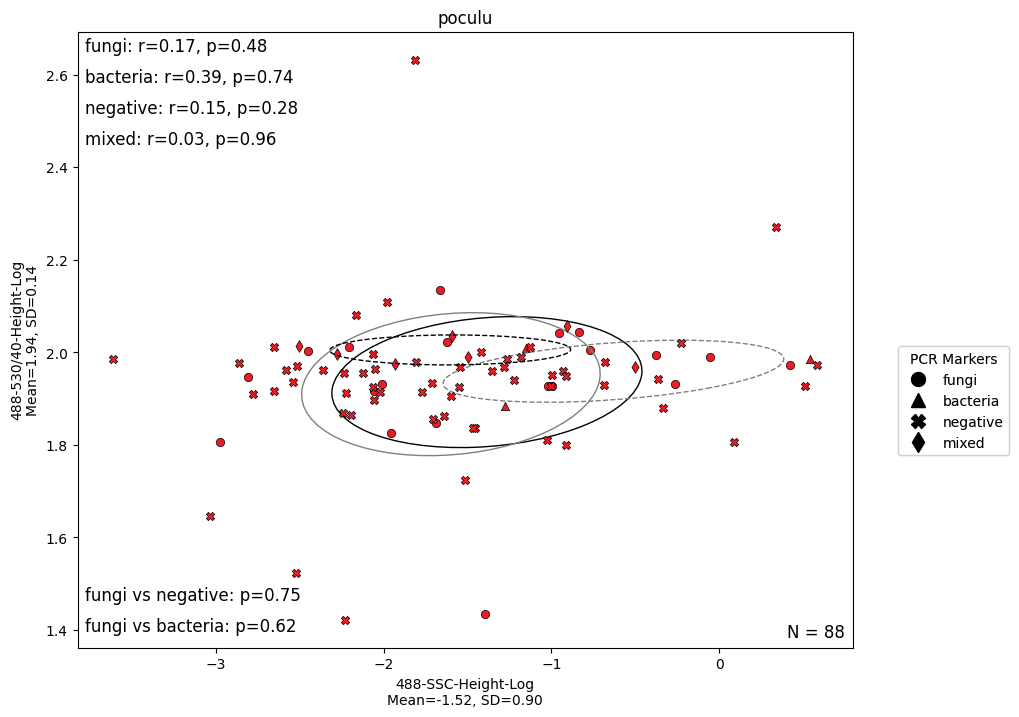 poculu
fungi: r=0.17, p=0.48
bacteria: r=0.39, p=0.74
negative: r=0.15, p=0.28
mixed: r=0.03, p=0.96
2.6
2.4
2.2
2.0
1.8
1.6
1.4
488-530/40-Height-Log
Mean=1.94, SD=0.14
PCR Markers
fungi
bacteria
negative
mixed
fungi vs negative: p=0.75
fungi vs bacteria: p=0.62
N = 88
−3 −2 −1 0
488-SSC-Height-Log
Mean=-1.52, SD=0.90